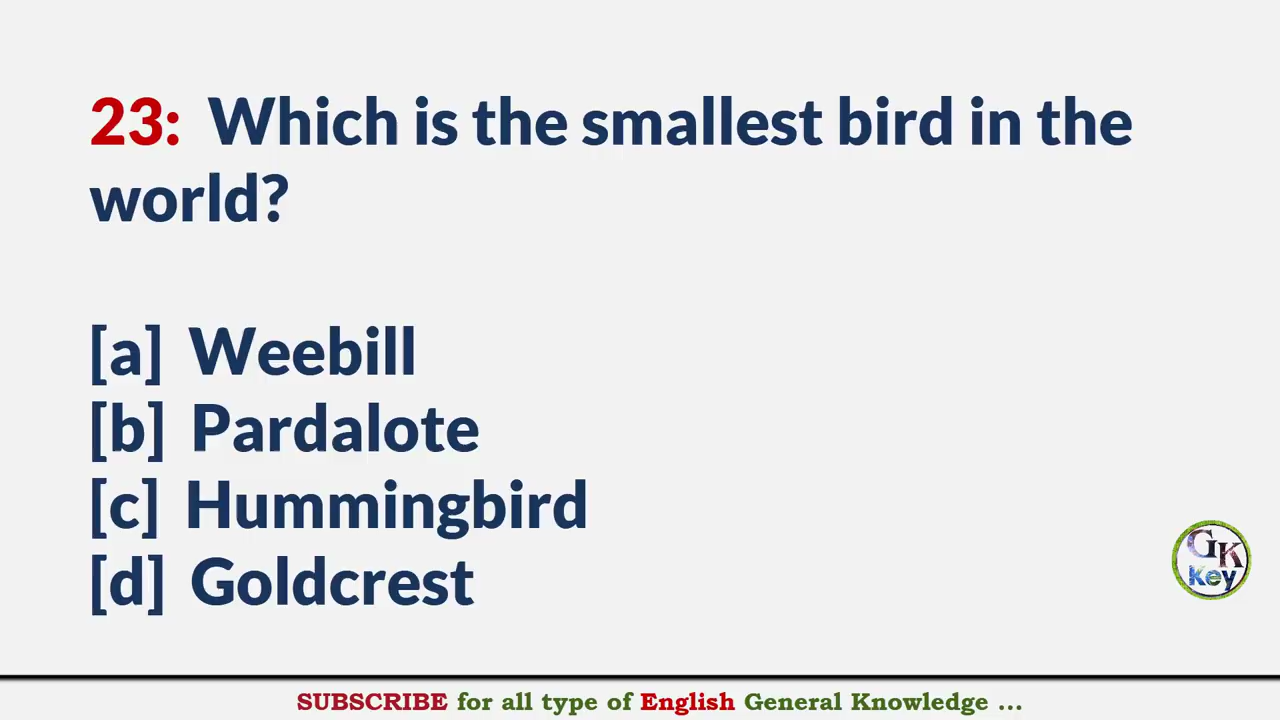 23: Which is the smallest bird in the
world?
[a] Weebill
[b] Pardalote
[c] Hummingbird
[d] Goldcrest
GK
Key
SUBSCRIBE for all type of English General Knowledge ...